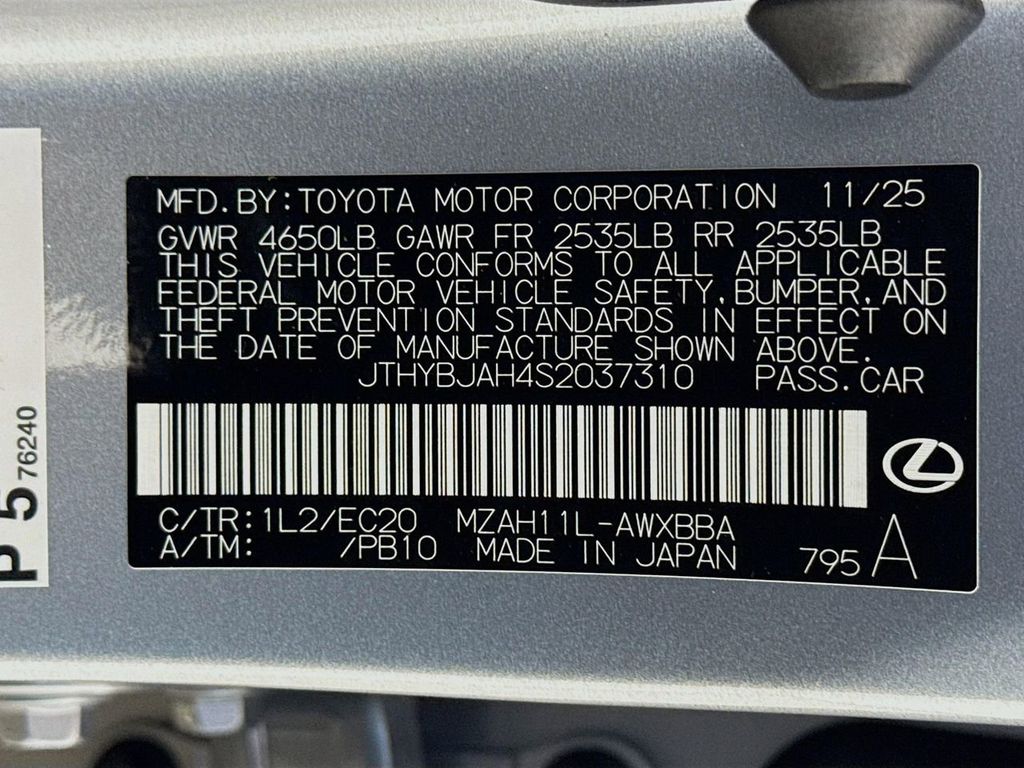 MFD.BY:TOYOTA MOTOR CORPORATION 11/25
GVWR 4650LB GAWR FR 2535LB RR 2535LB
THIS VEHICLE CONFORMS TO ALL APPLICABLE
FEDERAL MOTOR VEHICLE SAFETY,BUMPER,AND
THEFT PREVENTION STANDARDS IN EFFECT ON
THE DATE OF MANUFACTURE SHOWN ABOVE.
JTHYBJAH4S2037310 PASS.CAR
C/TR:1L2/EC20 MZAH11L-AWXBBA
A/TM: /PB10 MADE IN JAPAN 795 A
P 5 76240